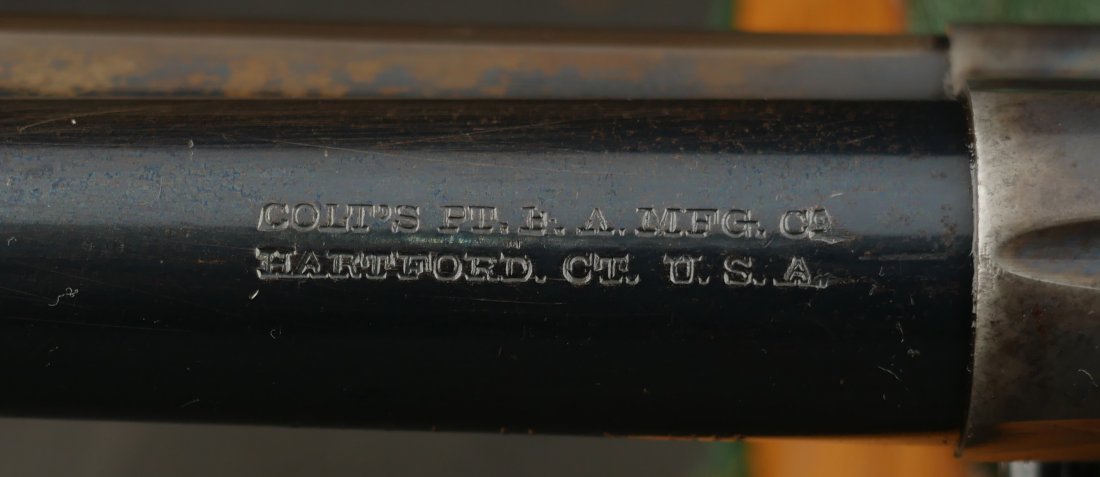 COLT'S PT. F. A. MFG. Co.
HARTFORD. CT. U. S. A.